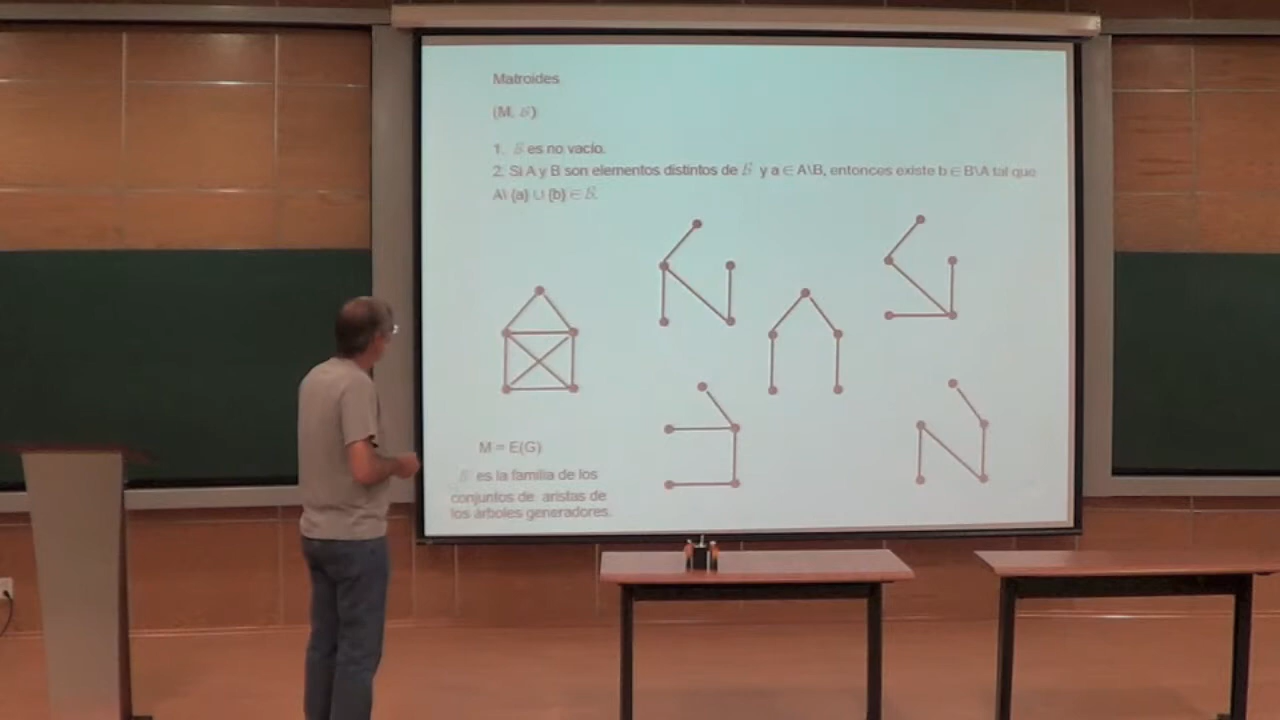 Matroides
(M, ℬ)
1. ℬ es no vacío.
2. Si A y B son elementos distintos de ℬ y a ∈ A\B, entonces existe b ∈ B\A tal que
A\ {a} ∪ {b} ∈ ℬ.
M = E(G)
ℬ es la familia de los
conjuntos de aristas de
los árboles generadores.